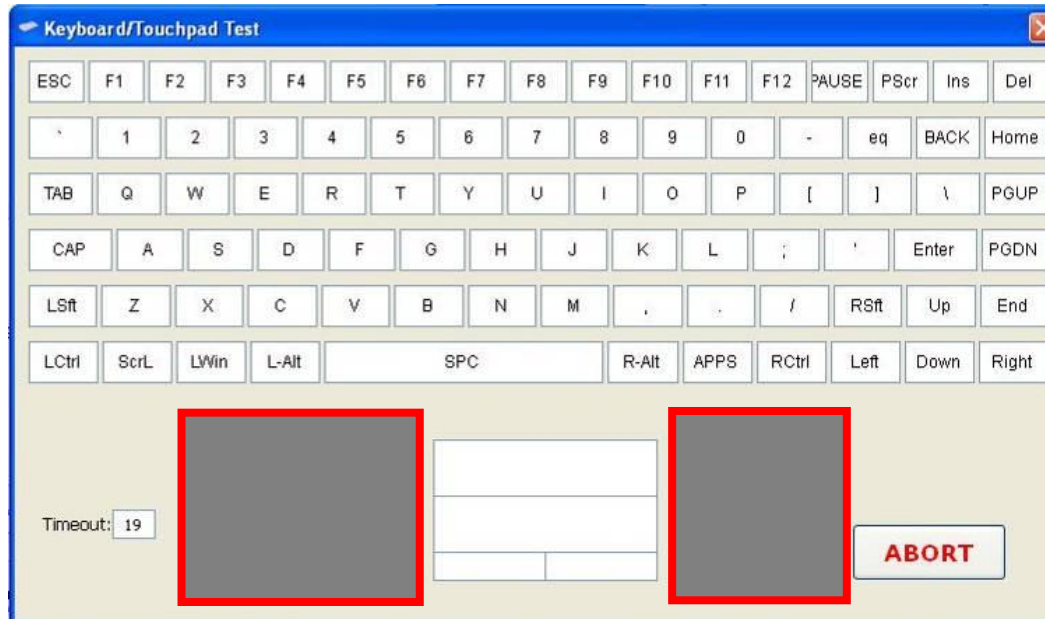 Keyboard/Touchpad Test
ESC F1 F2 F3 F4 F5 F6 F7 F8 F9 F10 F11 F12 PAUSE PScr Ins Del
` 1 2 3 4 5 6 7 8 9 0 - eq BACK Home
TAB Q W E R T Y U I O P [ ] \ PGUP
CAP A S D F G H J K L ; ' Enter PGDN
LSft Z X C V B N M , . / RSft Up End
LCtrl ScrL LWin L-Alt SPC R-Alt APPS RCtrl Left Down Right
Timeout: 19
ABORT